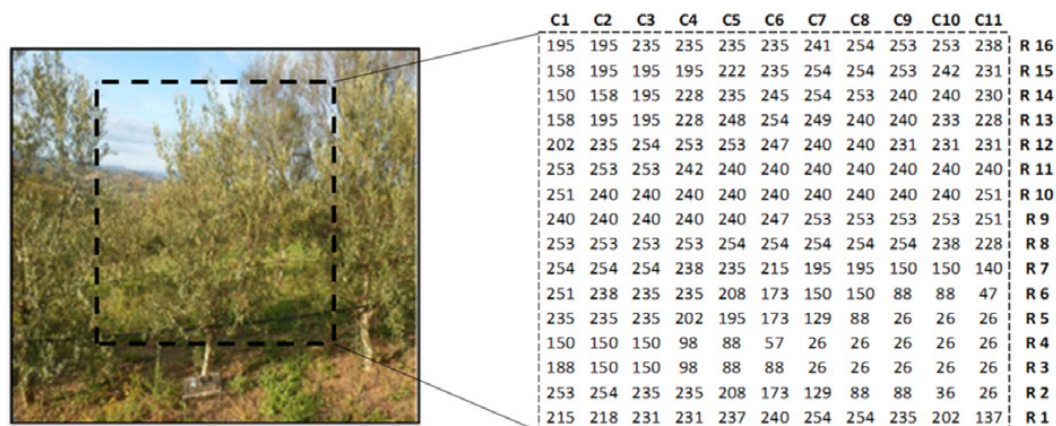 C1 C2 C3 C4 C5 C6 C7 C8 C9 C10 C11
195 195 235 235 235 235 241 254 253 253 238 R 16
158 195 195 195 222 235 254 254 253 242 231 R 15
150 158 195 228 235 245 254 253 240 240 230 R 14
158 195 195 228 248 254 249 240 240 233 228 R 13
202 235 254 253 253 247 240 240 231 231 231 R 12
253 253 253 242 240 240 240 240 240 240 240 R 11
251 240 240 240 240 240 240 240 240 240 251 R 10
240 240 240 240 240 247 253 253 253 253 251 R 9
253 253 253 253 254 254 254 254 254 238 228 R 8
254 254 254 238 235 215 195 195 150 150 140 R 7
251 238 235 235 208 173 150 150 88 88 47 R 6
235 235 235 202 195 173 129 88 26 26 26 R 5
150 150 150 98 88 57 26 26 26 26 26 R 4
188 150 150 98 88 88 26 26 26 26 26 R 3
253 254 235 235 208 173 129 88 88 36 26 R 2
215 218 231 231 237 240 254 254 235 202 137 R 1